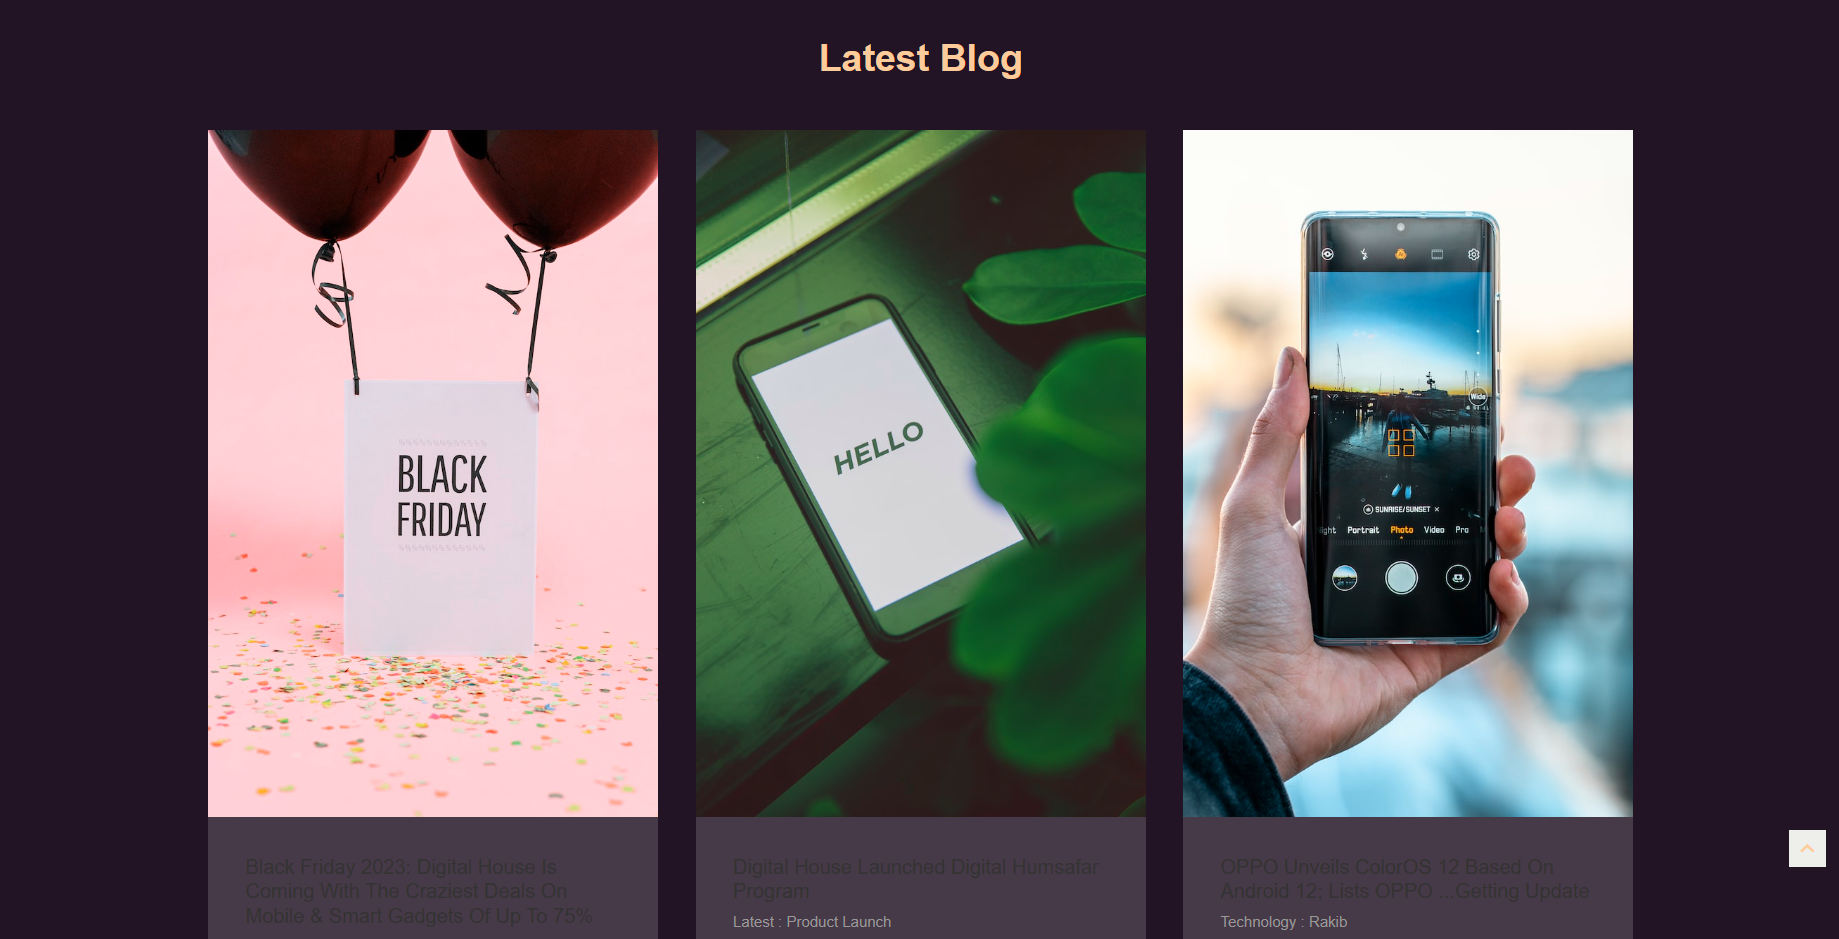 Latest Blog
BLACK
FRIDAY
HELLO
Wide
SUNRISE/SUNSET ×
ight Portrait Photo Video Pro
Black Friday 2023: Digital House Is
Coming With The Craziest Deals On
Mobile & Smart Gadgets Of Up To 75%
Digital House Launched Digital Humsafar
Program
Latest : Product Launch
OPPO Unveils ColorOS 12 Based On
Android 12; Lists OPPO ...Getting Update
Technology : Rakib